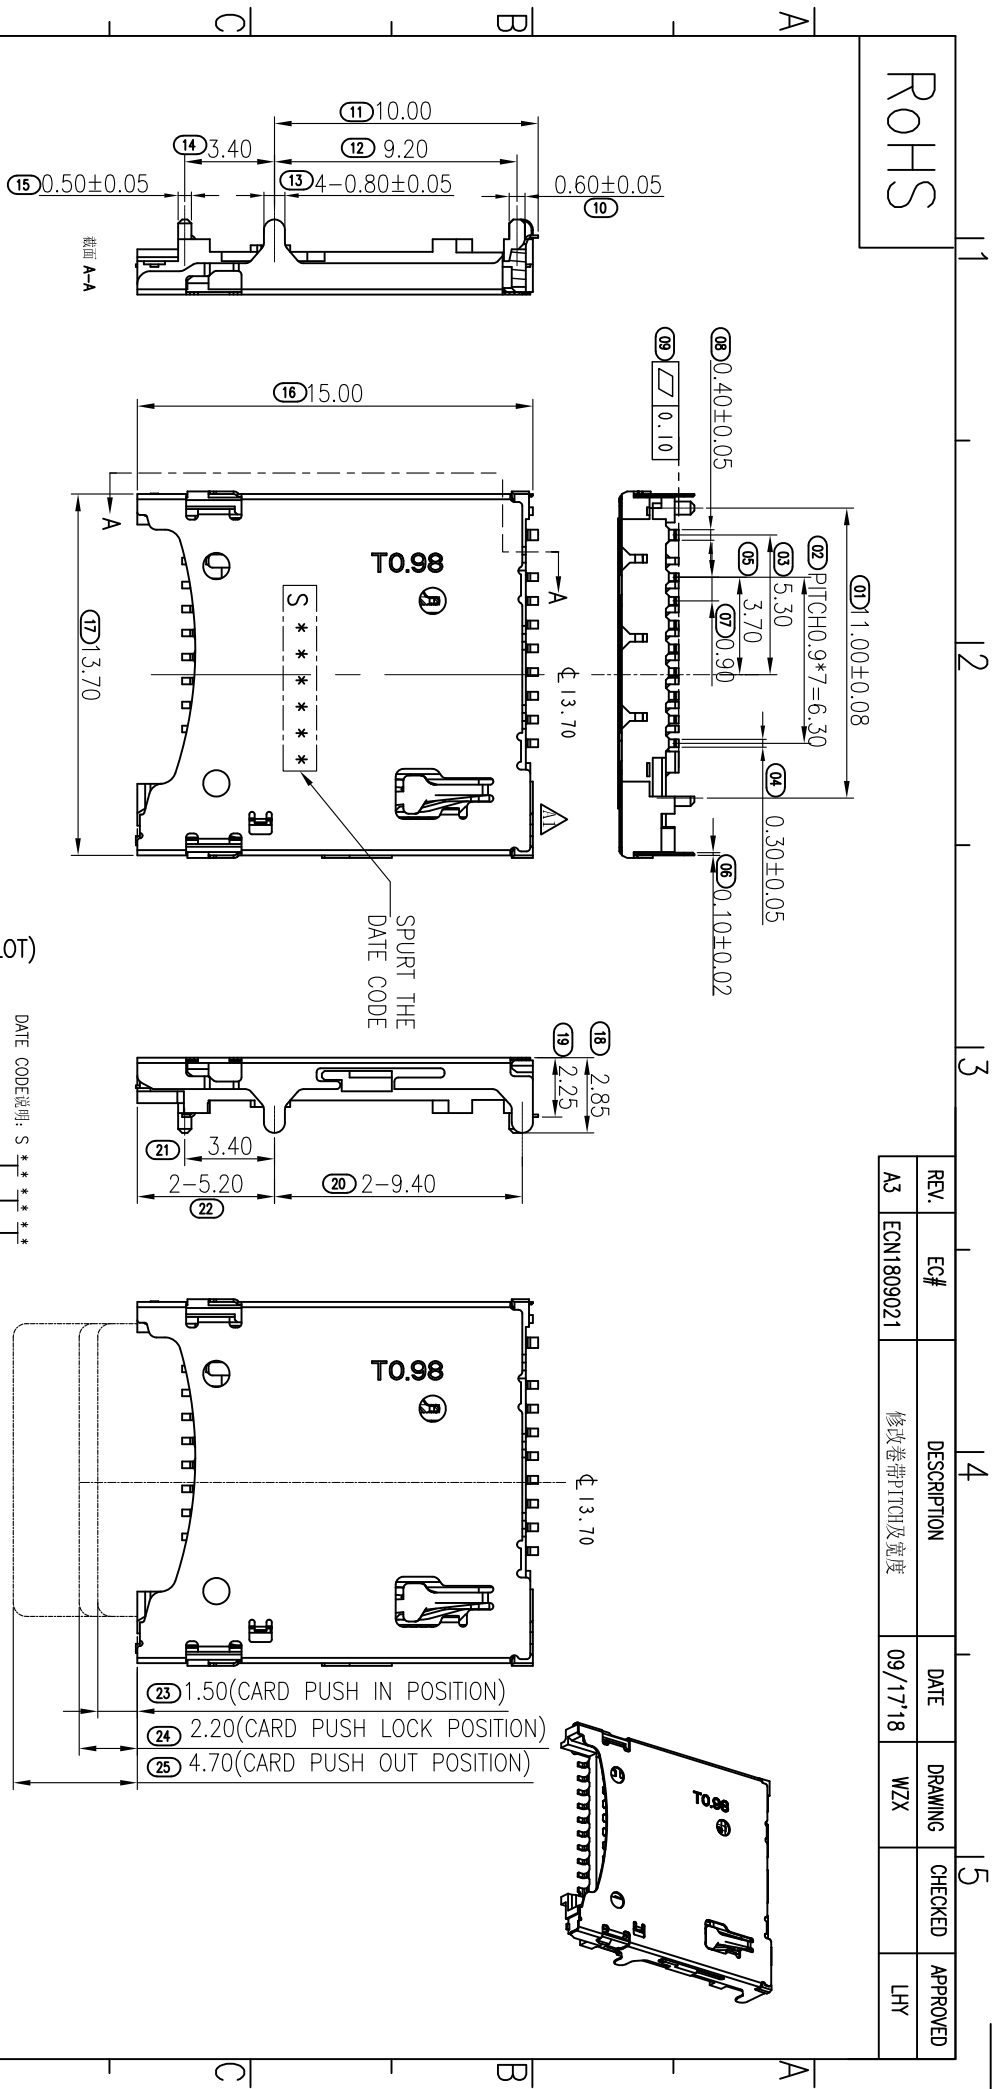 RoHS
1
2
3
4
5
A
B
C
A
B
C
REV.
EC#
DESCRIPTION
DATE
DRAWING
CHECKED
APPROVED
A3
ECN1809021
修改卷带PITCH及宽度
09/17'18
WZX
LHY
01 11.00±0.08
02 PITCH0.9*7=6.30
03 5.30
05 3.70
07 0.90
08 0.40±0.05
09 0.10
04 0.30±0.05
06 0.10±0.02
11 10.00
12 9.20
14 3.40
13 4-0.80±0.05
15 0.50±0.05
0.60±0.05
10
截面 A-A
16 15.00
A
A
T0.98
₵ 13.70
S * * * * * *
A1
17 13.70
SPURT THE
DATE CODE
18 2.85
19 2.25
21 3.40
20 2-9.40
2-5.20
22
T0.98
₵ 13.70
23 1.50(CARD PUSH IN POSITION)
24 2.20(CARD PUSH LOCK POSITION)
25 4.70(CARD PUSH OUT POSITION)
T0.98
LOT)
DATE CODE说明: S * * * * * *